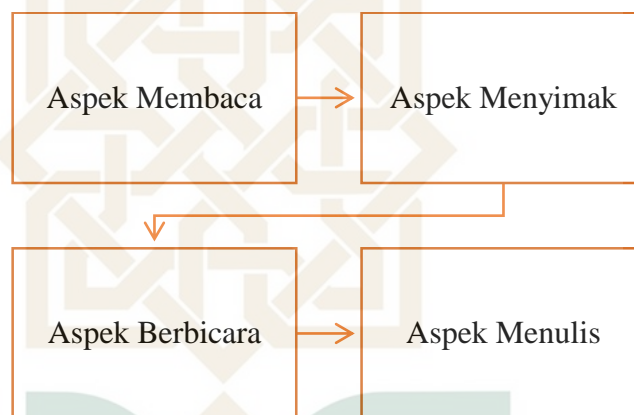 Aspek Membaca
Aspek Menyimak
Aspek Berbicara
Aspek Menulis